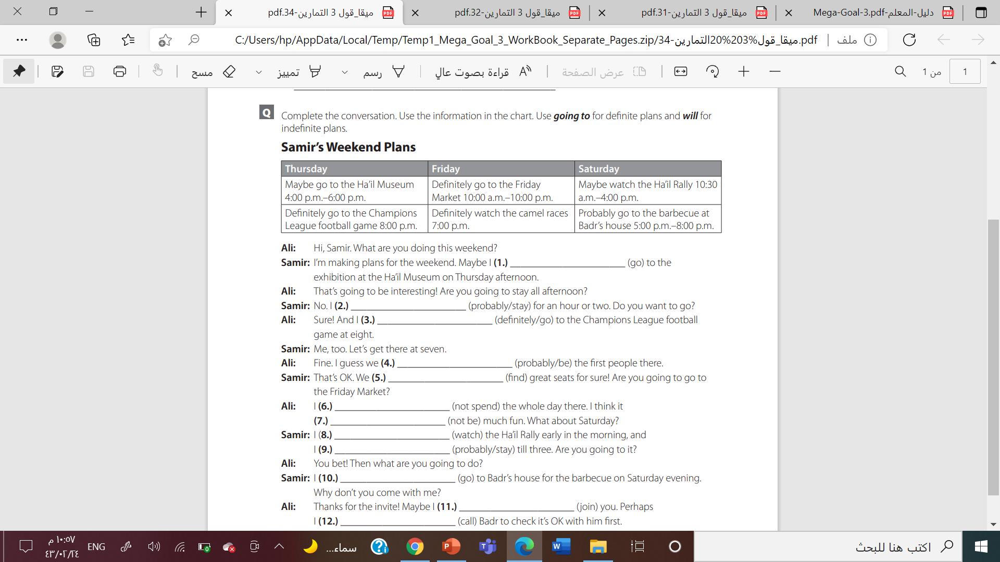 ميقا_قول 3 التمارين-34.pdf
ميقا_قول 3 التمارين-32.pdf
ميقا_قول 3 التمارين-31.pdf
دليل-المعلم-Mega-Goal-3.pdf
C:/Users/hp/AppData/Local/Temp/Temp1_Mega_Goal_3_WorkBook_Separate_Pages.zip/34-ميقا_قول%203%20التمارين.pdf
ملف
مسح
تمييز
رسم
قراءة بصوت عالٍ
عرض الصفحة
من 1
1
Q
Complete the conversation. Use the information in the chart. Use going to for definite plans and will for
indefinite plans.
Samir’s Weekend Plans
Thursday Friday Saturday
Maybe go to the Ha’il Museum Definitely go to the Friday Maybe watch the Ha’il Rally 10:30
4:00 p.m.–6:00 p.m. Market 10:00 a.m.–10:00 p.m. a.m.–4:00 p.m.
Definitely go to the Champions Definitely watch the camel races Probably go to the barbecue at
League football game 8:00 p.m. 7:00 p.m. Badr’s house 5:00 p.m.–8:00 p.m.
Ali: Hi, Samir. What are you doing this weekend?
Samir: I’m making plans for the weekend. Maybe I (1.) ______________________ (go) to the
exhibition at the Ha’il Museum on Thursday afternoon.
Ali: That’s going to be interesting! Are you going to stay all afternoon?
Samir: No. I (2.) ______________________ (probably/stay) for an hour or two. Do you want to go?
Ali: Sure! And I (3.) ______________________ (definitely/go) to the Champions League football
game at eight.
Samir: Me, too. Let’s get there at seven.
Ali: Fine. I guess we (4.) ______________________ (probably/be) the first people there.
Samir: That’s OK. We (5.) ______________________ (find) great seats for sure! Are you going to go to
the Friday Market?
Ali: I (6.) ______________________ (not spend) the whole day there. I think it
(7.) ______________________ (not be) much fun. What about Saturday?
Samir: I (8.) ______________________ (watch) the Ha’il Rally early in the morning, and
I (9.) ______________________ (probably/stay) till three. Are you going to it?
Ali: You bet! Then what are you going to do?
Samir: I (10.) ______________________ (go) to Badr’s house for the barbecue on Saturday evening.
Why don’t you come with me?
Ali: Thanks for the invite! Maybe I (11.) ______________________ (join) you. Perhaps
I (12.) ______________________ (call) Badr to check it’s OK with him first.
١٠:٥٧ م
٤٣/٠٢/٢٤
ENG
سماء...
اكتب هنا للبحث